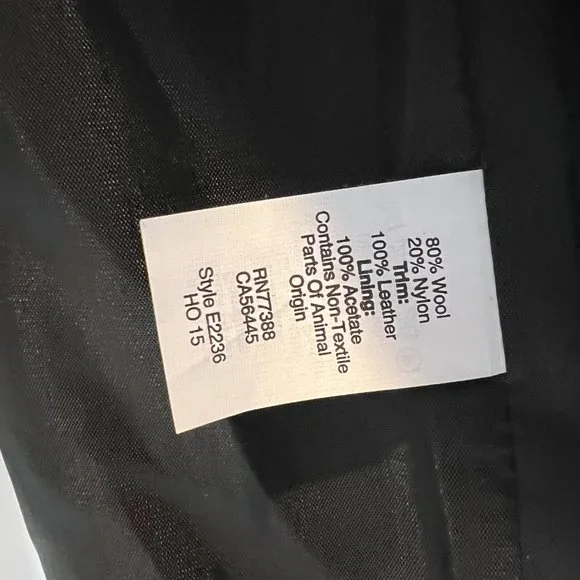 80% Wool
20% Nylon
Trim:
100% Leather
Lining:
100% Acetate
Contains Non-Textile
Parts Of Animal
Origin
RN77388
CA56445
Style E2236
HO 15